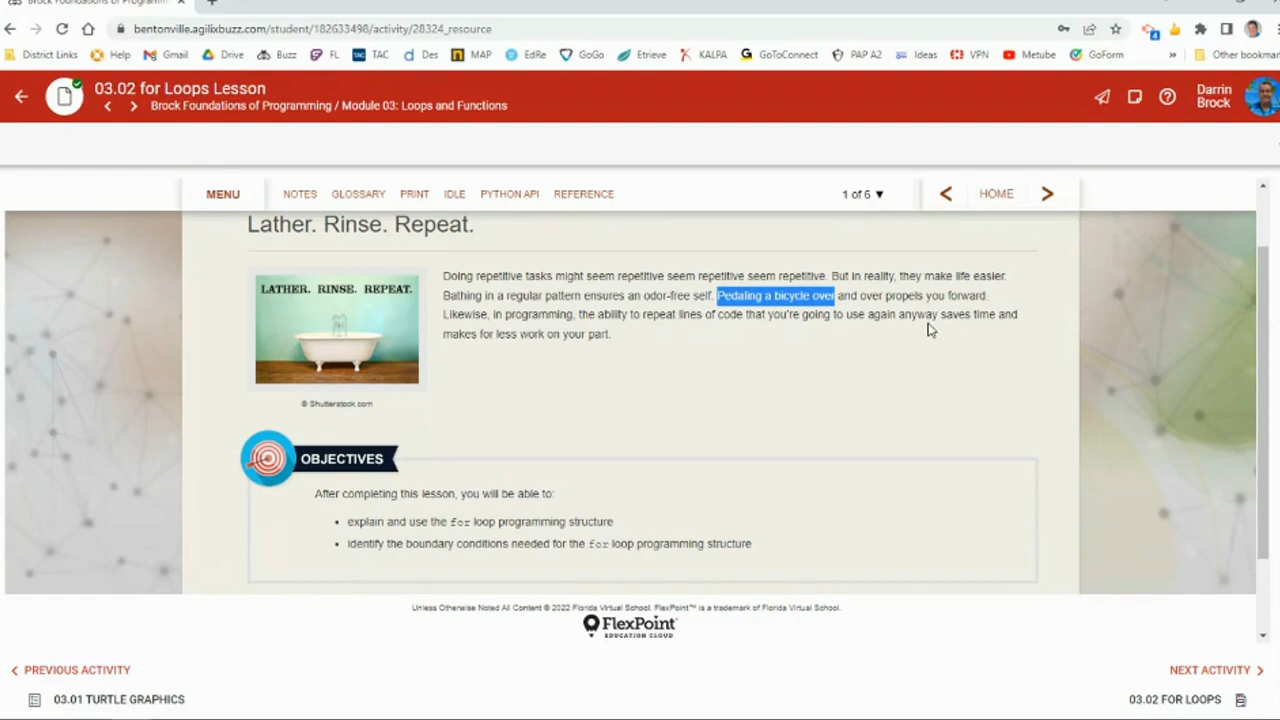 Brock Foundations of Programm
bentonville.agilixbuzz.com/student/182633498/activity/28324_resource
District Links Help Gmail Drive Buzz FL TAC Des MAP EdRe GoGo Etrieve KALPA GoToConnect PAP A2 Ideas VPN Metube GoForm » Other bookmar
03.02 for Loops Lesson
Brock Foundations of Programming / Module 03: Loops and Functions
Darrin
Brock
MENU NOTES GLOSSARY PRINT IDLE PYTHON API REFERENCE 1 of 6 ▼ HOME
Lather. Rinse. Repeat.
LATHER. RINSE. REPEAT.
© Shutterstock.com
Doing repetitive tasks might seem repetitive seem repetitive seem repetitive. But in reality, they make life easier.
Bathing in a regular pattern ensures an odor-free self. Pedaling a bicycle over and over propels you forward.
Likewise, in programming, the ability to repeat lines of code that you're going to use again anyway saves time and
makes for less work on your part.
OBJECTIVES
After completing this lesson, you will be able to:
• explain and use the for loop programming structure
• identify the boundary conditions needed for the for loop programming structure
Unless Otherwise Noted All Content © 2022 Florida Virtual School. FlexPoint™ is a trademark of Florida Virtual School.
FlexPoint
EDUCATION CLOUD
PREVIOUS ACTIVITY
03.01 TURTLE GRAPHICS
NEXT ACTIVITY
03.02 FOR LOOPS